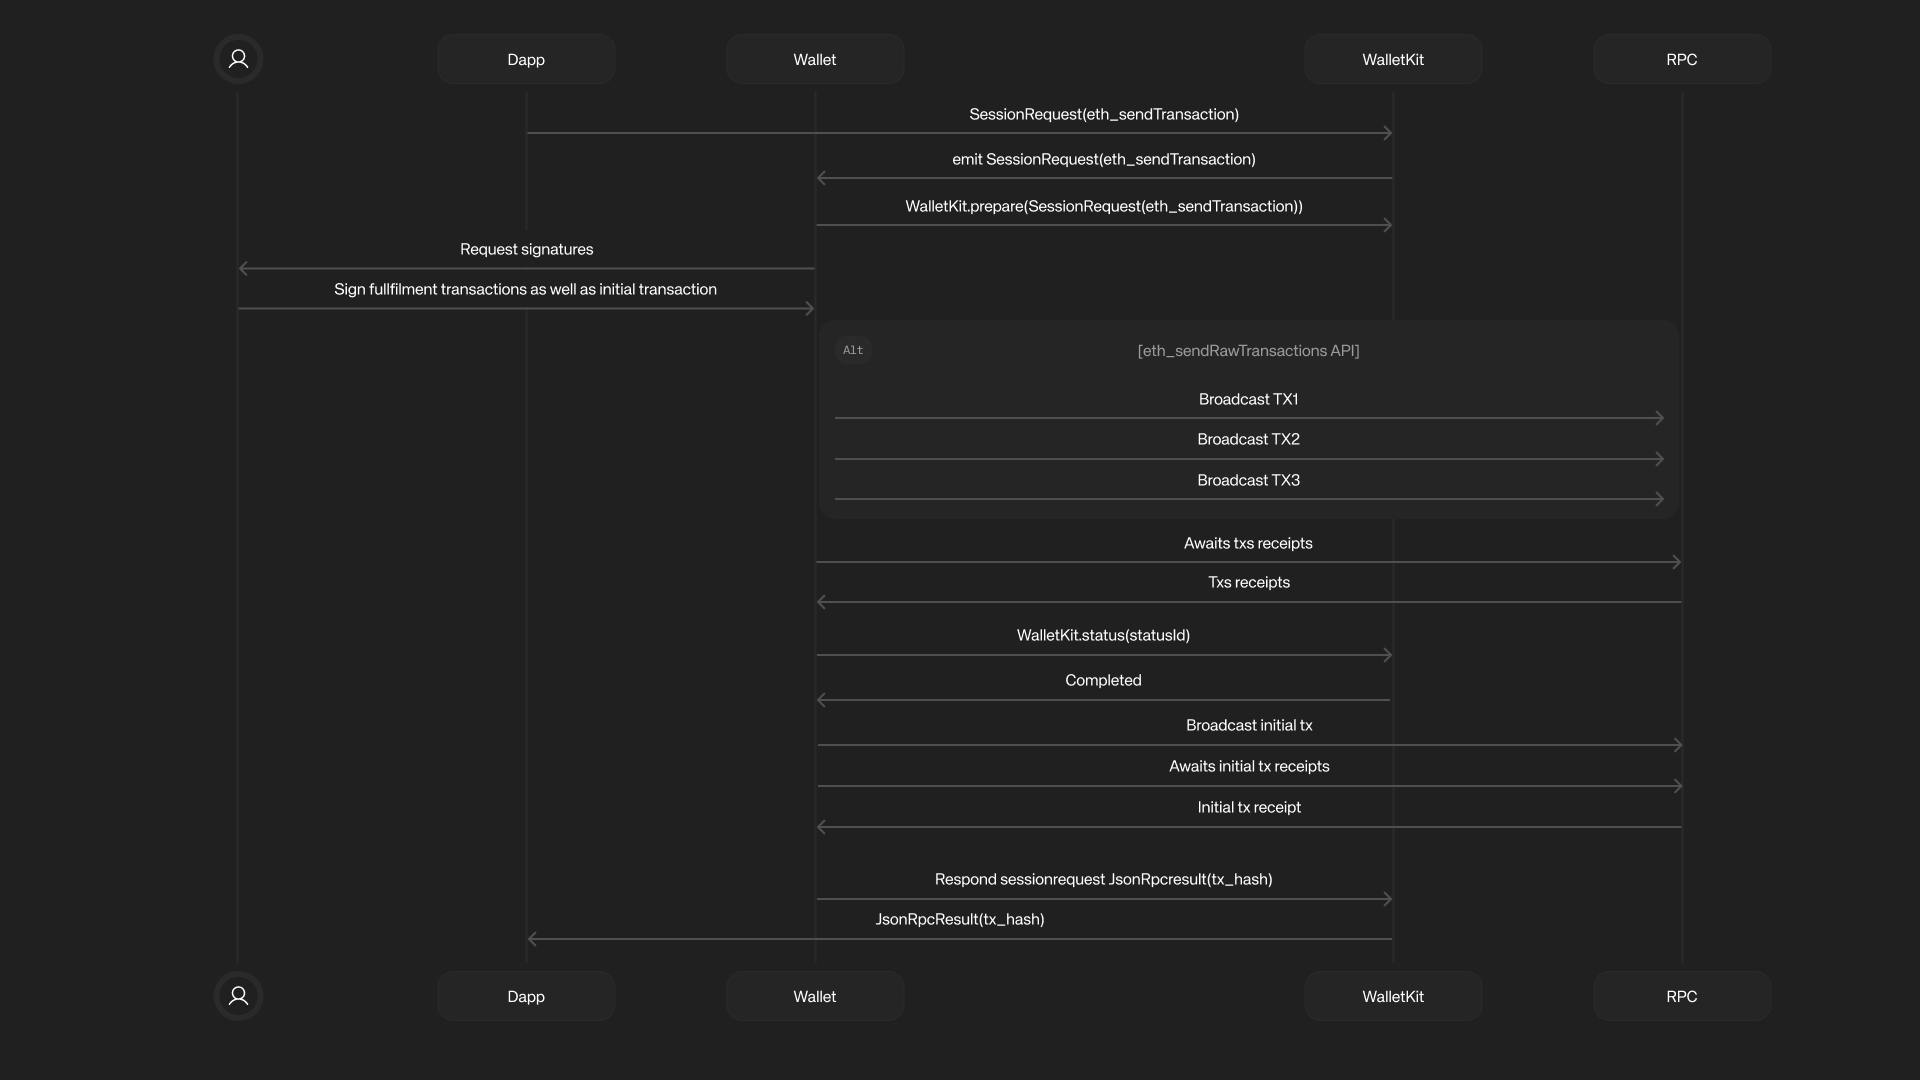 Dapp
Wallet
WalletKit
RPC
SessionRequest(eth_sendTransaction)
emit SessionRequest(eth_sendTransaction)
WalletKit.prepare(SessionRequest(eth_sendTransaction))
Request signatures
Sign fullfilment transactions as well as initial transaction
Alt
[eth_sendRawTransactions API]
Broadcast TX1
Broadcast TX2
Broadcast TX3
Awaits txs receipts
Txs receipts
WalletKit.status(statusId)
Completed
Broadcast initial tx
Awaits initial tx receipts
Initial tx receipt
Respond sessionrequest JsonRpcresult(tx_hash)
JsonRpcResult(tx_hash)
Dapp
Wallet
WalletKit
RPC